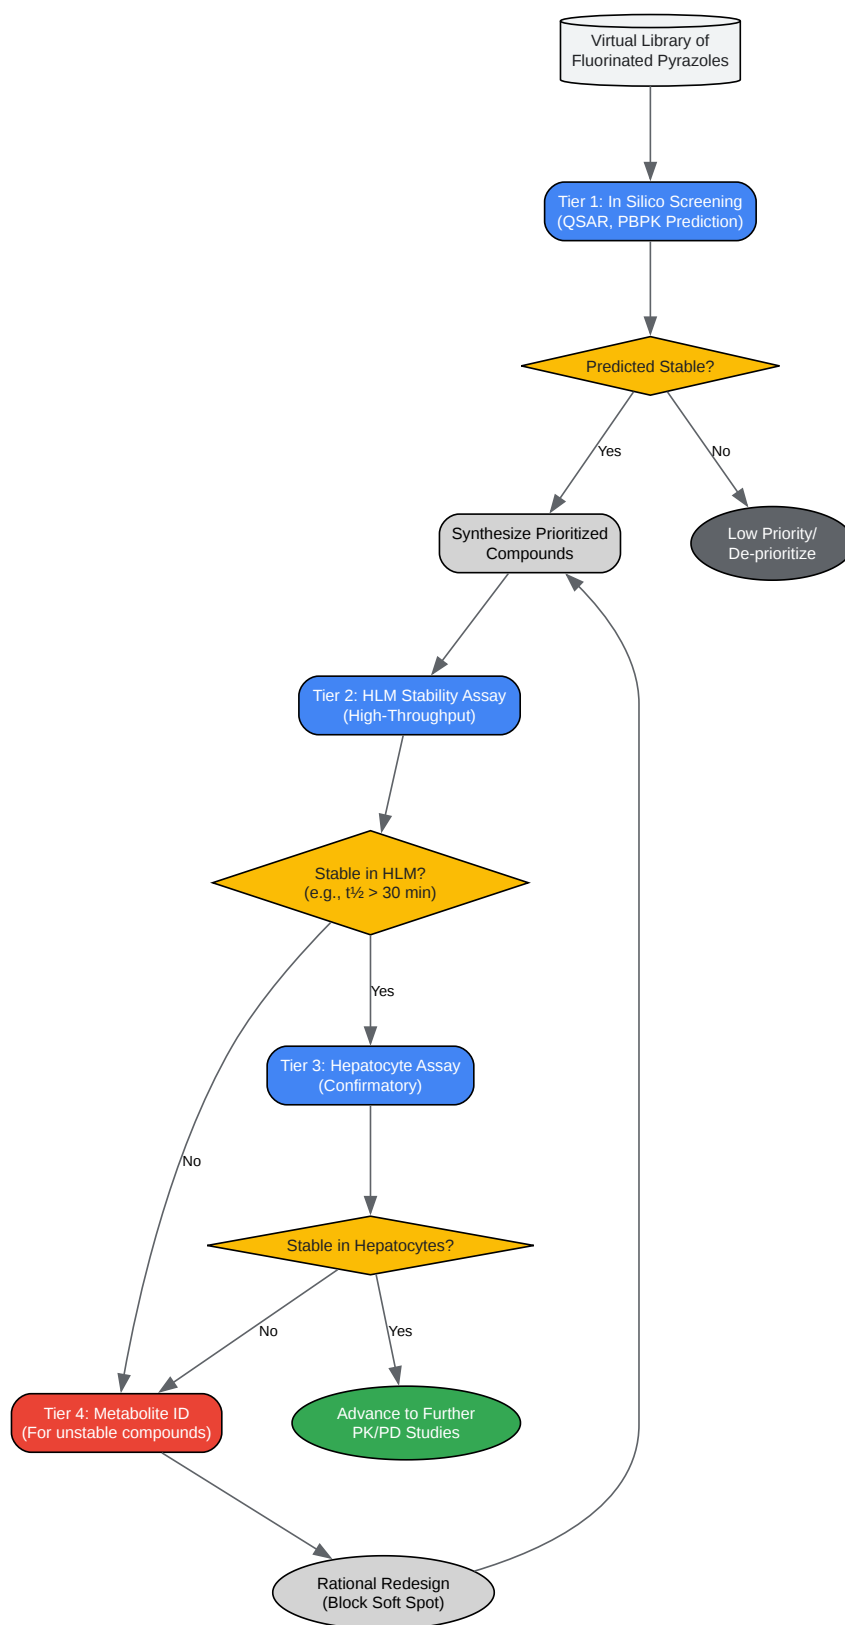 Virtual Library of
Fluorinated Pyrazoles
Tier 1: In Silico Screening
(QSAR, PBPK Prediction)
Predicted Stable?
Yes
No
Synthesize Prioritized
Compounds
Low Priority/
De-prioritize
Tier 2: HLM Stability Assay
(High-Throughput)
Stable in HLM?
(e.g., t½ > 30 min)
Yes
Tier 3: Hepatocyte Assay
(Confirmatory)
No
Stable in Hepatocytes?
No
Yes
Tier 4: Metabolite ID
(For unstable compounds)
Advance to Further
PK/PD Studies
Rational Redesign
(Block Soft Spot)